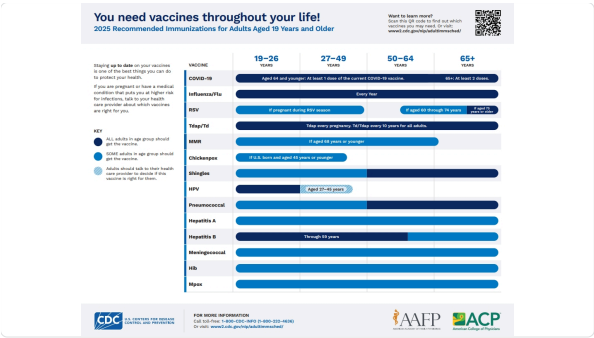 You need vaccines throughout your life!
2025 Recommended Immunizations for Adults Aged 19 Years and Older
Want to learn more?
Scan this QR code to find out which
vaccines you may need. Or visit:
www2.cdc.gov/nip/adultimmsched/
Staying up to date on your vaccines
is one of the best things you can do
to protect your health.
If you are pregnant or have a medical
condition that puts you at higher risk
for infections, talk to your health
care provider about which vaccines
are right for you.
KEY
ALL adults in age group should
get the vaccine.
SOME adults in age group should
get the vaccine.
Adults should talk to their health
care provider to decide if this
vaccine is right for them.
VACCINE
19–26 YEARS
27–49 YEARS
50–64 YEARS
65+ YEARS
COVID-19
Aged 64 and younger: At least 1 dose of the current COVID-19 vaccine.
65+: At least 2 doses.
Influenza/Flu
Every Year
RSV
If pregnant during RSV season
If aged 60 through 74 years
If aged 75
years or older
Tdap/Td
Tdap every pregnancy. Td/Tdap every 10 years for all adults.
MMR
If aged 68 years or younger
Chickenpox
If U.S. born and aged 45 years or younger
Shingles
HPV
Aged 27–45 years
Pneumococcal
Hepatitis A
Hepatitis B
Through 59 years
Meningococcal
Hib
Mpox
CDC
U.S. CENTERS FOR DISEASE
CONTROL AND PREVENTION
FOR MORE INFORMATION
Call toll-free: 1-800-CDC-INFO (1-800-232-4636)
Or visit: www2.cdc.gov/nip/adultimmsched/
AAFP
ACP
American College of Physicians